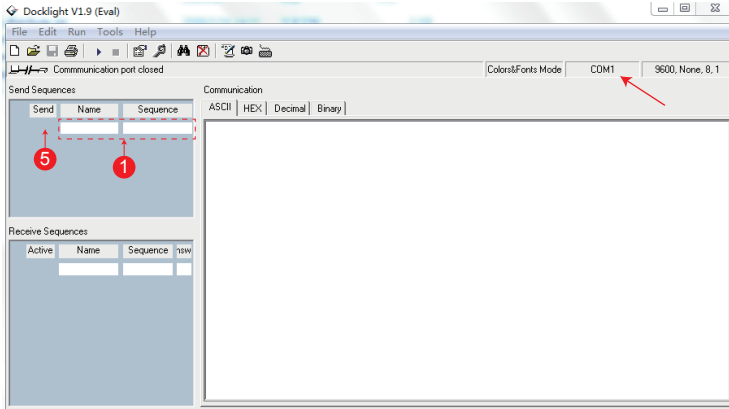 Docklight V1.9 (Eval)
File Edit Run Tools Help
Commmunication port closed
Colors&Fonts Mode COM1 9600, None, 8, 1
Send Sequences
Send Name Sequence
5
1
Communication
ASCII HEX Decimal Binary
Receive Sequences
Active Name Sequence nsw